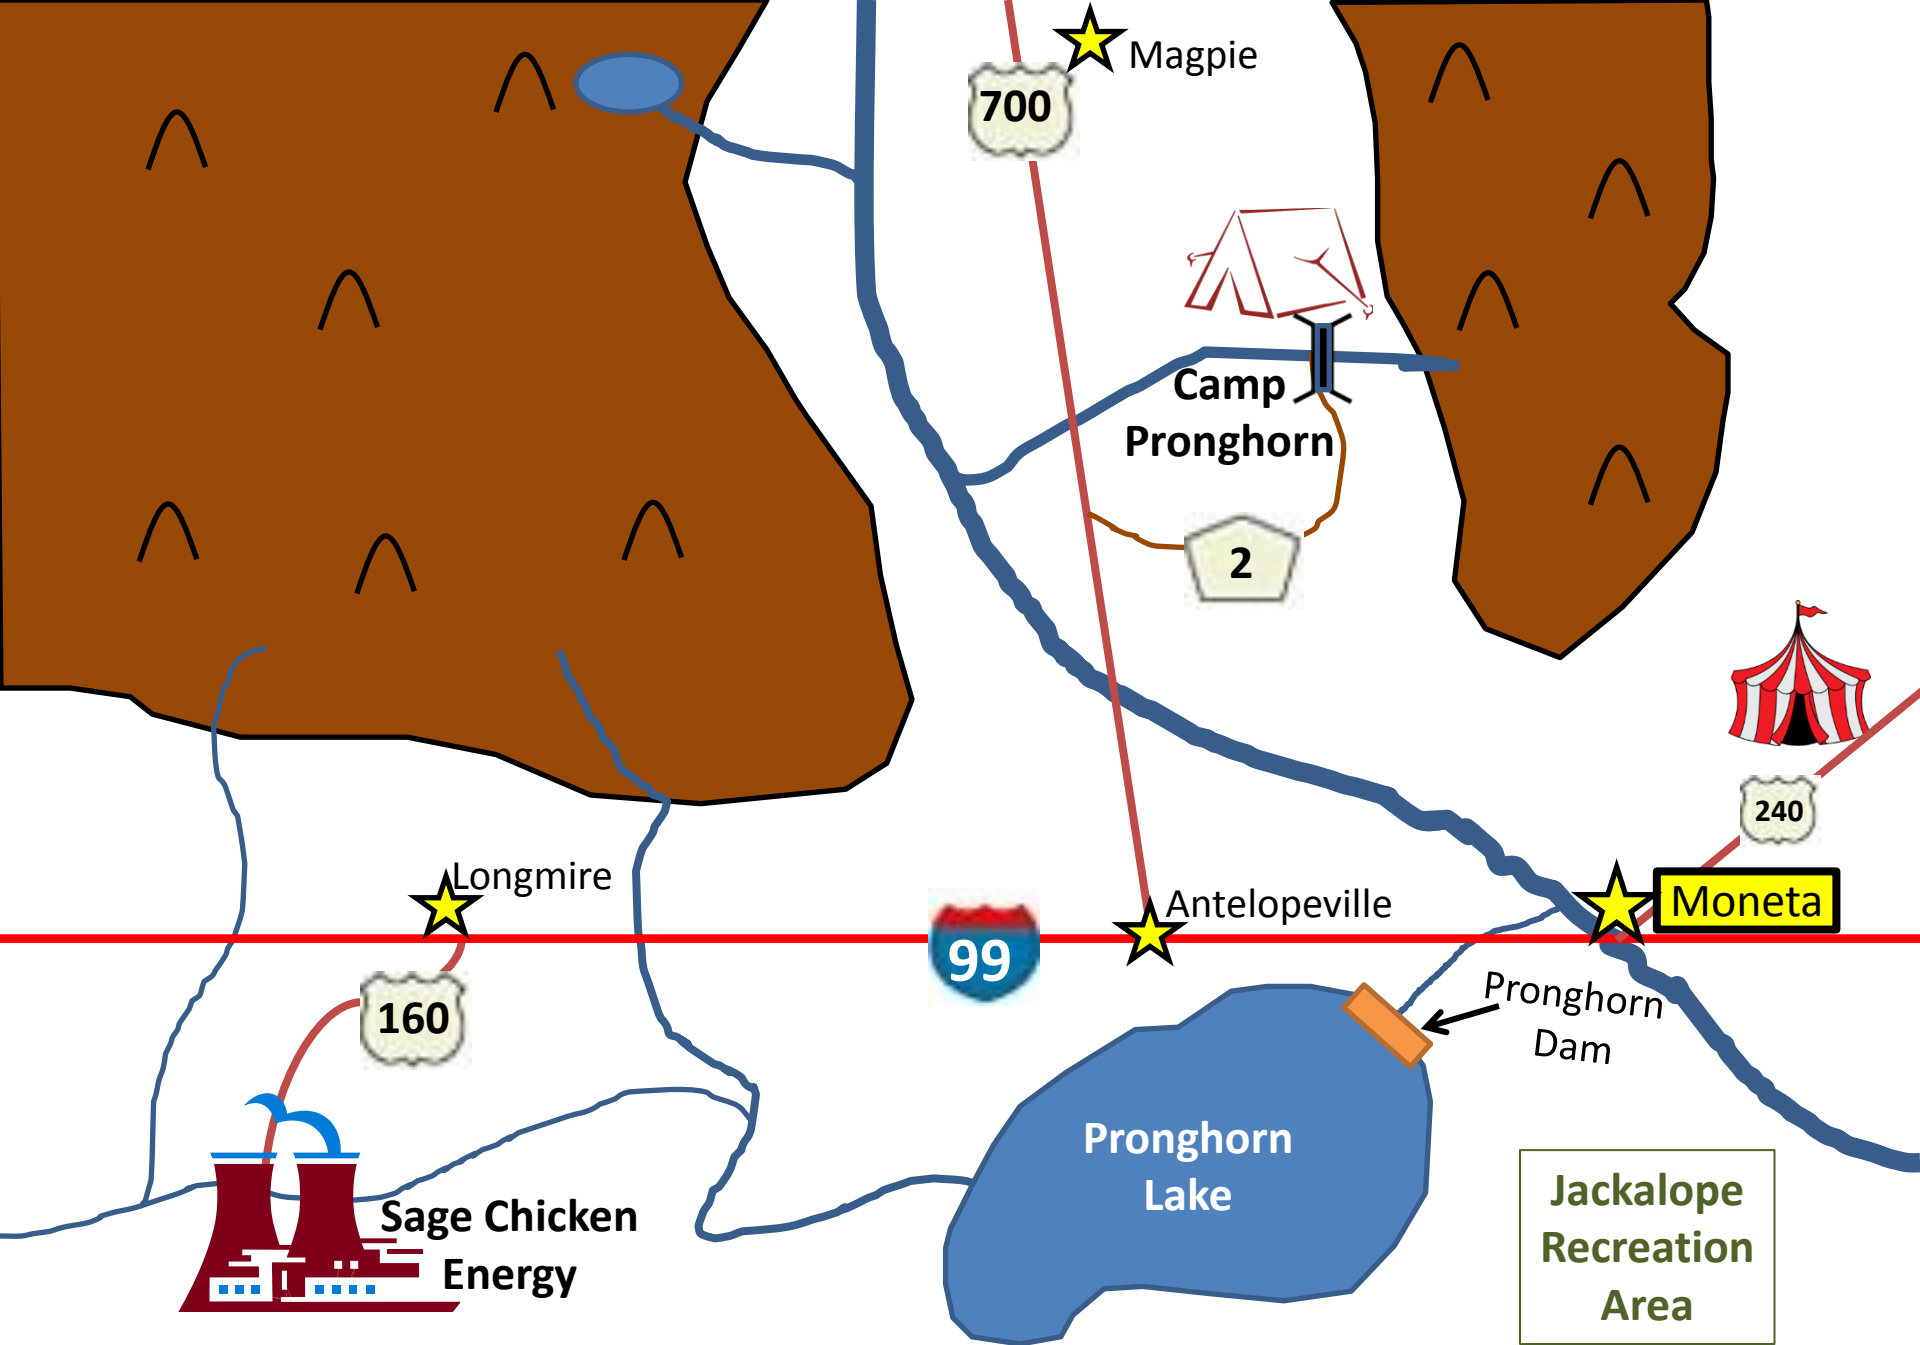 Magpie
700
Camp
Pronghorn
2
240
Longmire
Antelopeville
Moneta
99
160
Pronghorn
Dam
Pronghorn
Lake
Sage Chicken
Energy
Jackalope
Recreation
Area